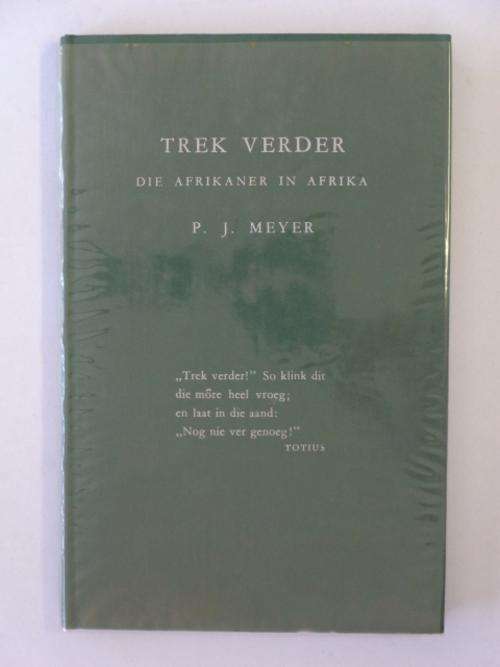 TREK VERDER
DIE AFRIKANER IN AFRIKA
P. J. MEYER
„Trek verder!” So klink dit
die môre heel vroeg;
en laat in die aand:
„Nog nie ver genoeg!”
TOTIUS